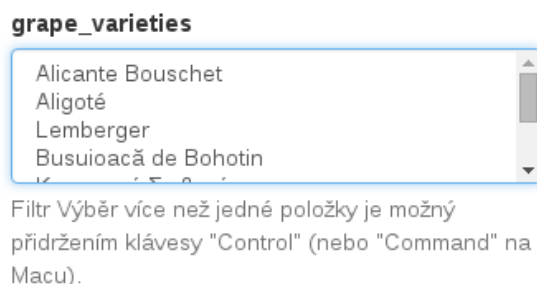 grape_varieties
Alicante Bouschet
Aligoté
Lemberger
Busuioacă de Bohotin
Filtr Výběr více než jedné položky je možný
přidržením klávesy "Control" (nebo "Command" na
Macu).